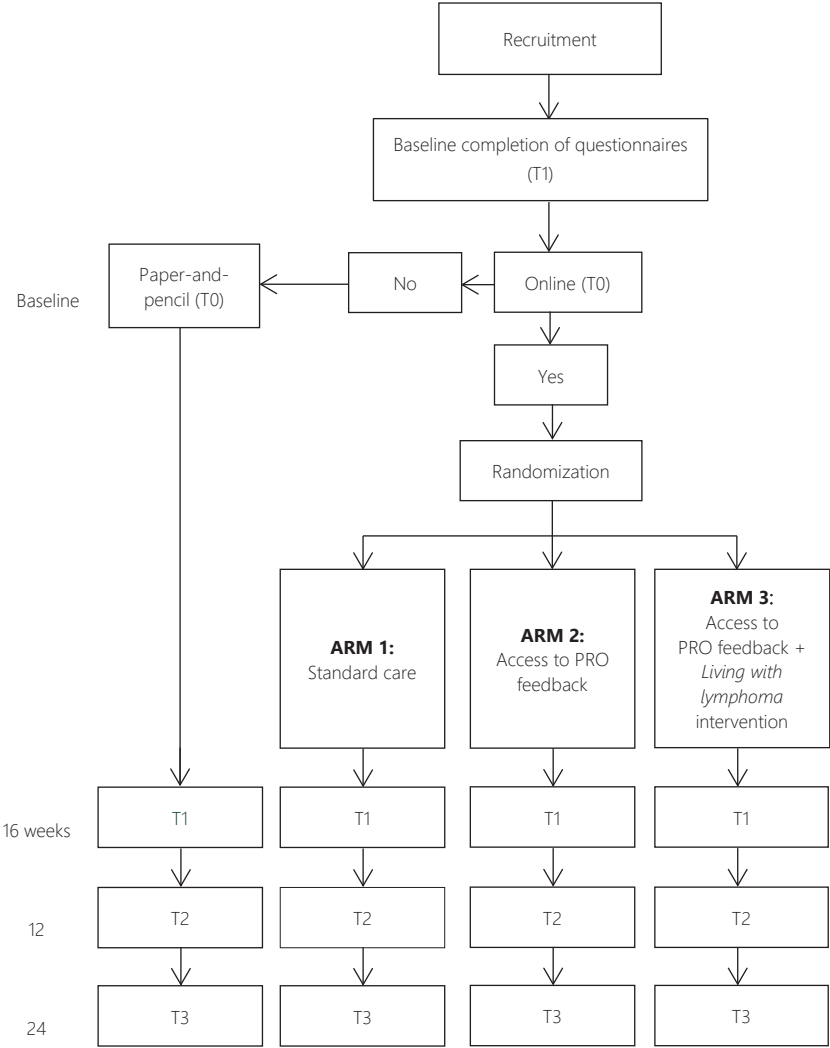 Recruitment
Baseline completion of questionnaires
(T1)
Baseline
Paper-and-
pencil (T0)
No
Online (T0)
Yes
Randomization
ARM 1:
Standard care
ARM 2:
Access to PRO
feedback
ARM 3:
Access to
PRO feedback +
Living with
lymphoma
intervention
16 weeks
T1
T1
T1
T1
12
T2
T2
T2
T2
24
T3
T3
T3
T3